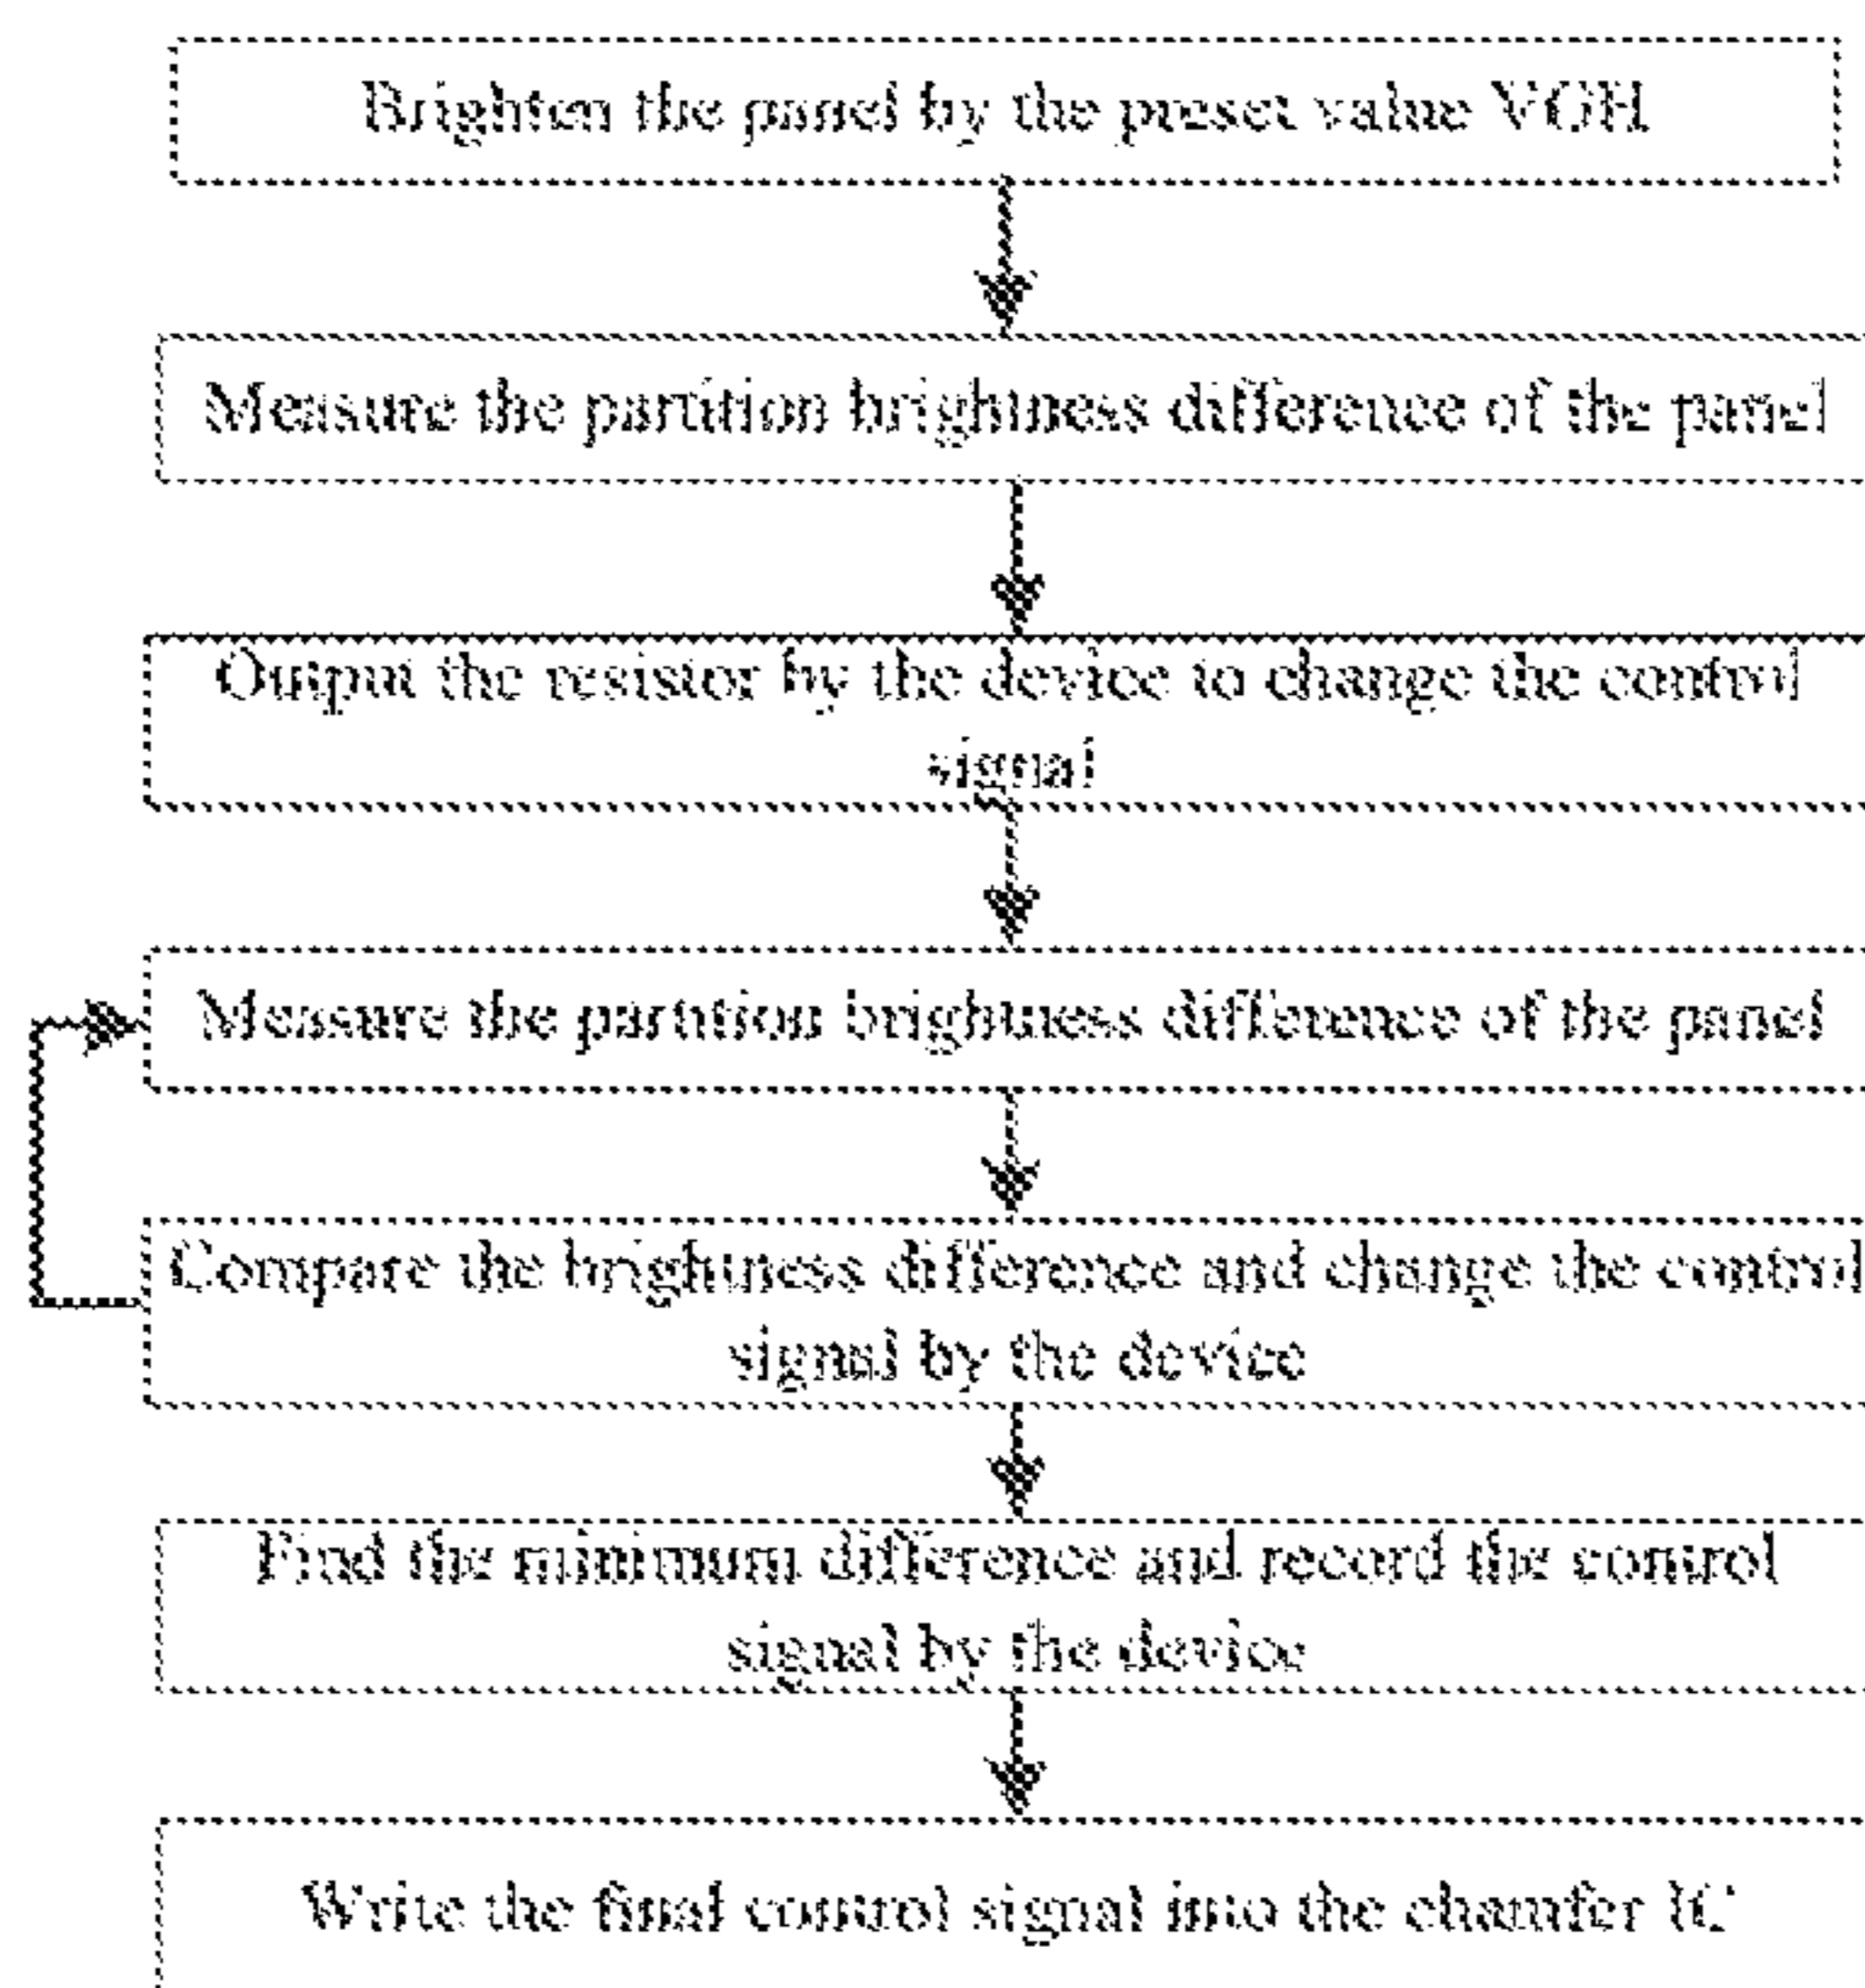 Brighten the panel by the preset value VGH
Measure the partition brightness difference of the panel
Output the resistor by the device to change the control
signal
Measure the partition brightness difference of the panel
Compare the brightness difference and change the control
signal by the device
Find the minimum difference and record the control
signal by the device
Write the final control signal into the chamfer IC